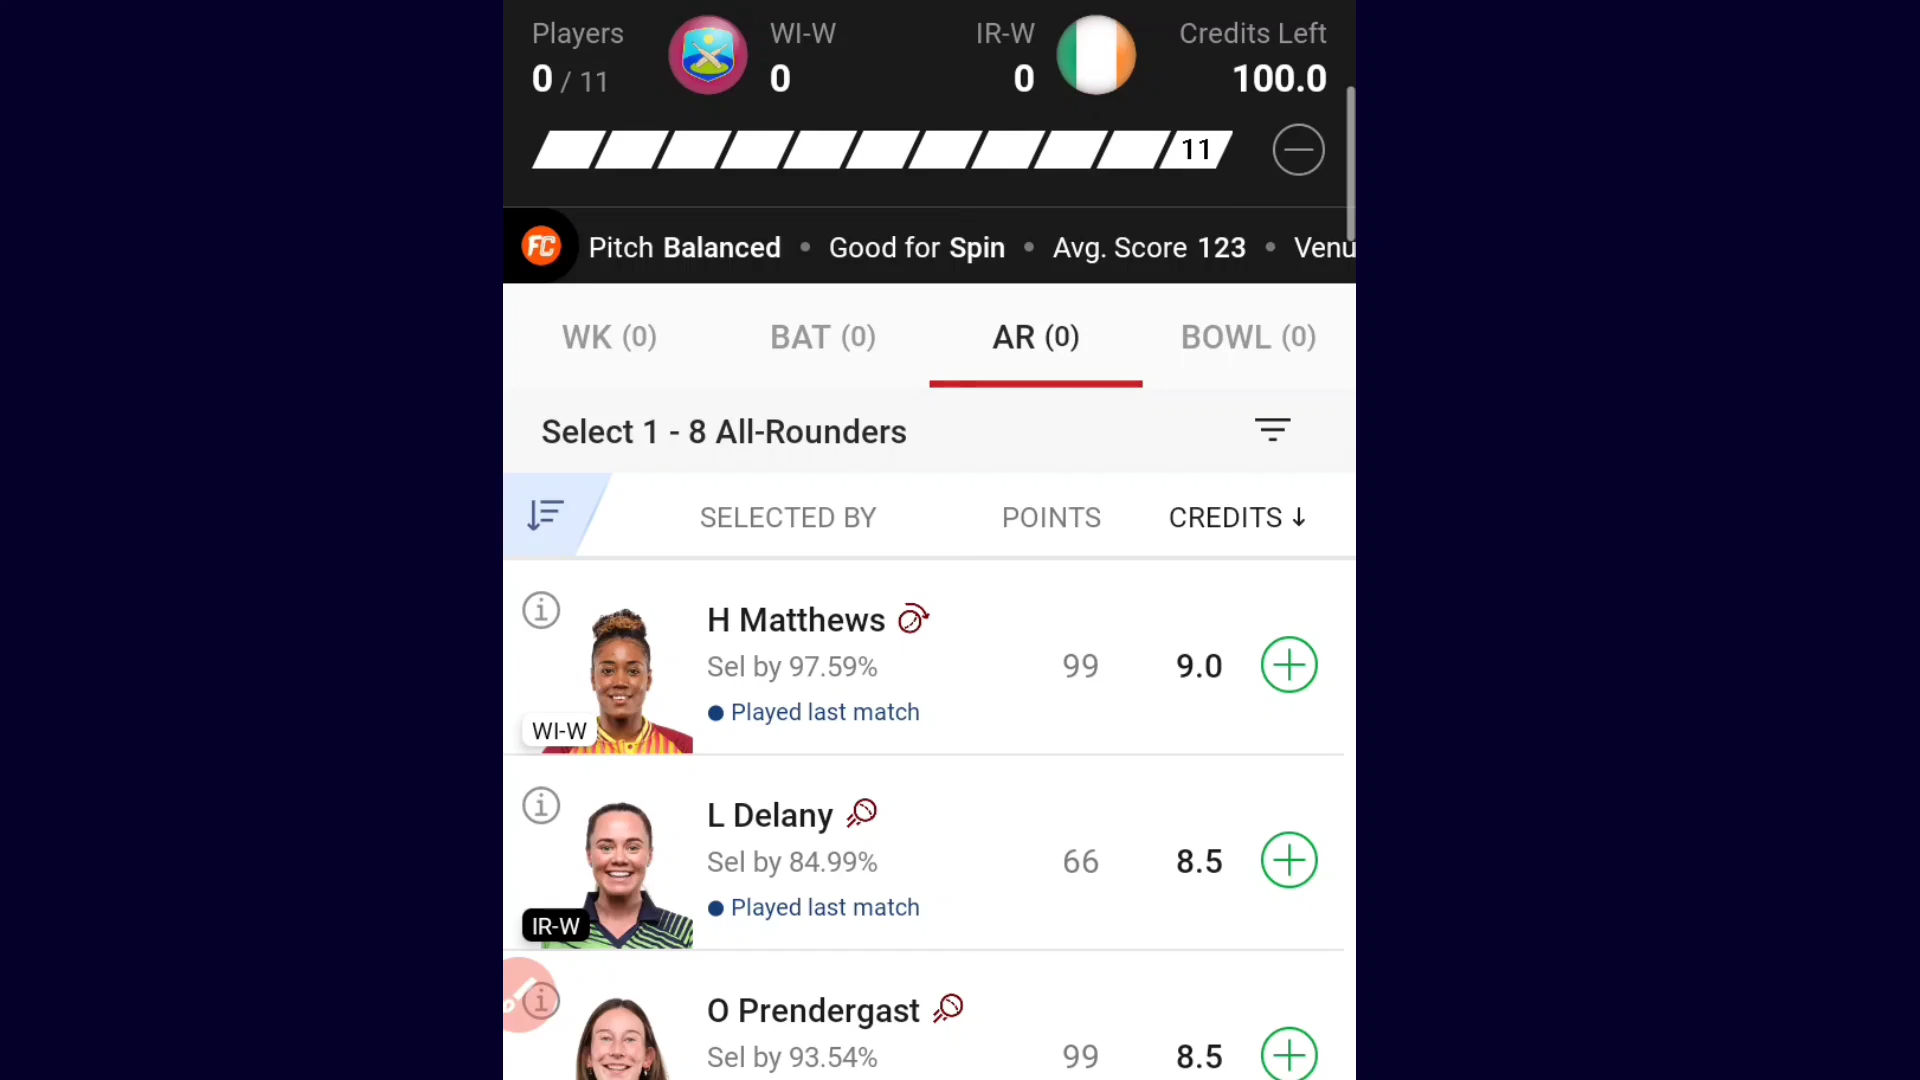 Players WI-W IR-W Credits Left
0 / 11 0 0 100.0
11
FC Pitch Balanced • Good for Spin • Avg. Score 123 • Venu
WK (0) BAT (0) AR (0) BOWL (0)
Select 1 - 8 All-Rounders
SELECTED BY POINTS CREDITS ↓
H Matthews
Sel by 97.59% 99 9.0
Played last match
WI-W
L Delany
Sel by 84.99% 66 8.5
Played last match
IR-W
O Prendergast
Sel by 93.54% 99 8.5